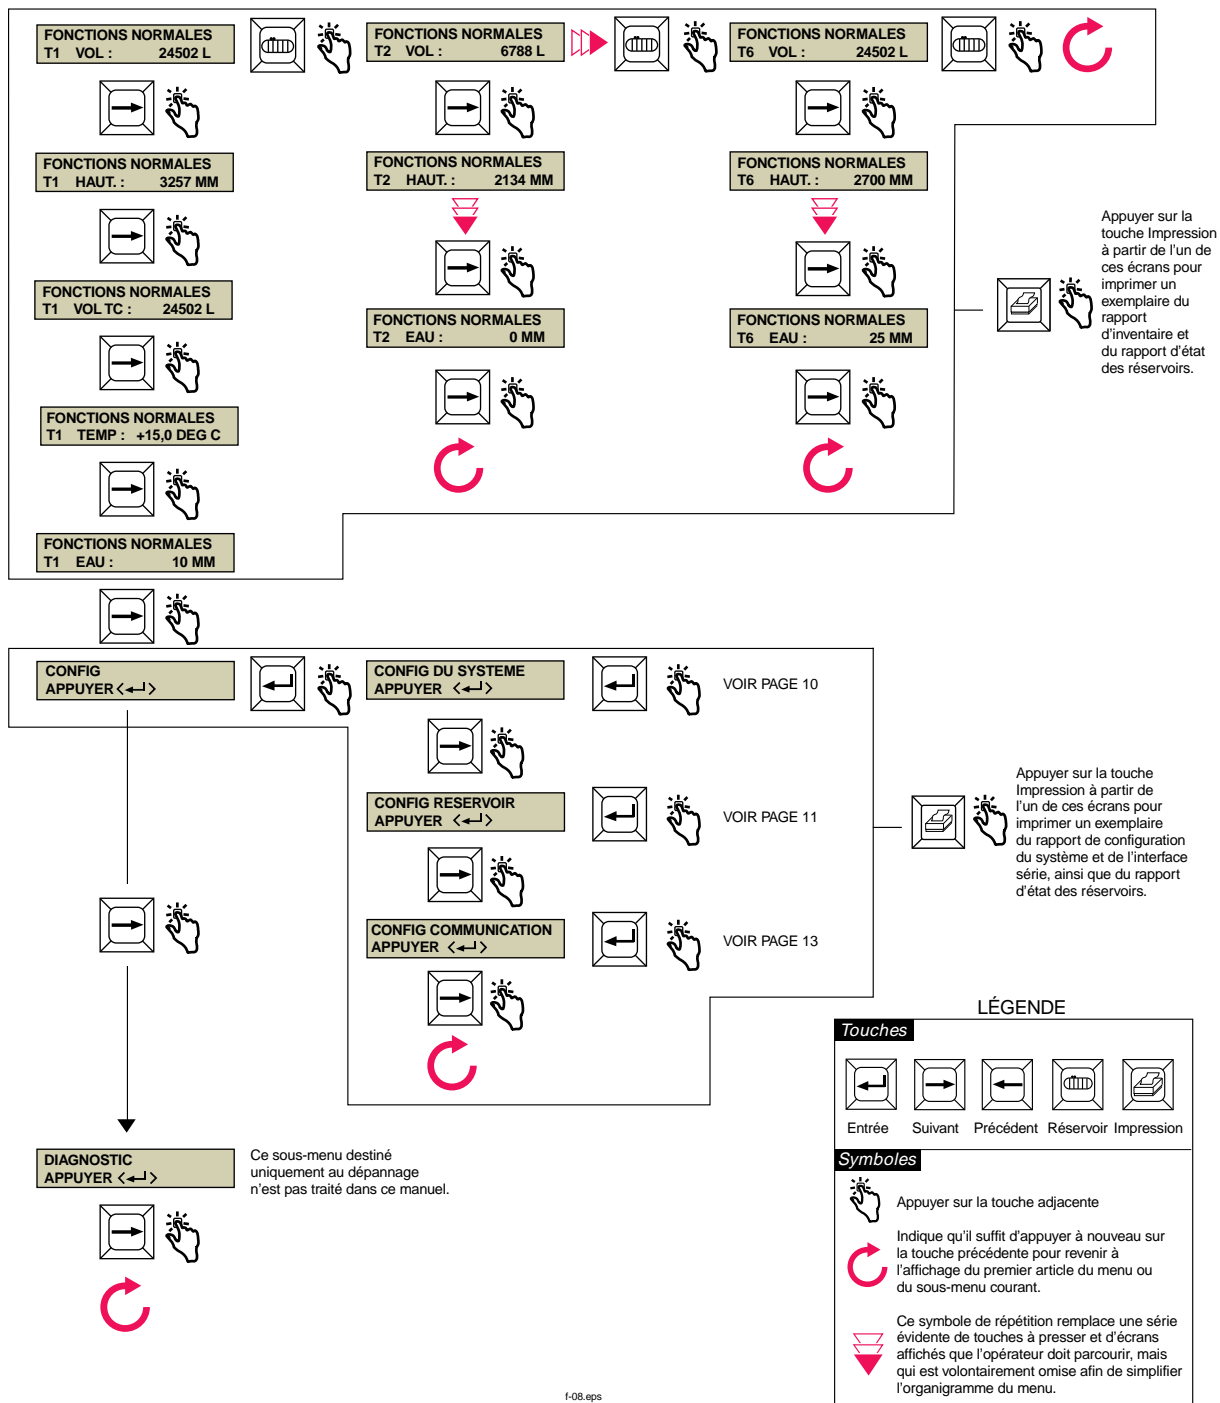 FONCTIONS NORMALES
T1 VOL : 24502 L
FONCTIONS NORMALES
T2 VOL : 6788 L
FONCTIONS NORMALES
T6 VOL : 24502 L
FONCTIONS NORMALES
T1 HAUT. : 3257 MM
FONCTIONS NORMALES
T2 HAUT. : 2134 MM
FONCTIONS NORMALES
T6 HAUT. : 2700 MM
Appuyer sur la
touche Impression
à partir de l'un de
ces écrans pour
imprimer un
exemplaire du
rapport
d'inventaire et
du rapport d'état
des réservoirs.
FONCTIONS NORMALES
T1 VOL TC : 24502 L
FONCTIONS NORMALES
T2 EAU : 0 MM
FONCTIONS NORMALES
T6 EAU : 25 MM
FONCTIONS NORMALES
T1 TEMP : +15,0 DEG C
FONCTIONS NORMALES
T1 EAU : 10 MM
CONFIG
APPUYER < >
CONFIG DU SYSTEME
APPUYER < >
VOIR PAGE 10
CONFIG RESERVOIR
APPUYER < >
VOIR PAGE 11
CONFIG COMMUNICATION
APPUYER < >
VOIR PAGE 13
Appuyer sur la touche
Impression à partir de
l'un de ces écrans pour
imprimer un exemplaire
du rapport de configuration
du système et de l'interface
série, ainsi que du rapport
d'état des réservoirs.
DIAGNOSTIC
APPUYER < >
Ce sous-menu destiné
uniquement au dépannage
n'est pas traité dans ce manuel.
LÉGENDE
Touches
Entrée Suivant Précédent Réservoir Impression
Symboles
Appuyer sur la touche adjacente
Indique qu'il suffit d'appuyer à nouveau sur
la touche précédente pour revenir à
l'affichage du premier article du menu ou
du sous-menu courant.
Ce symbole de répétition remplace une série
évidente de touches à presser et d'écrans
affichés que l'opérateur doit parcourir, mais
qui est volontairement omise afin de simplifier
l'organigramme du menu.
f-08.eps